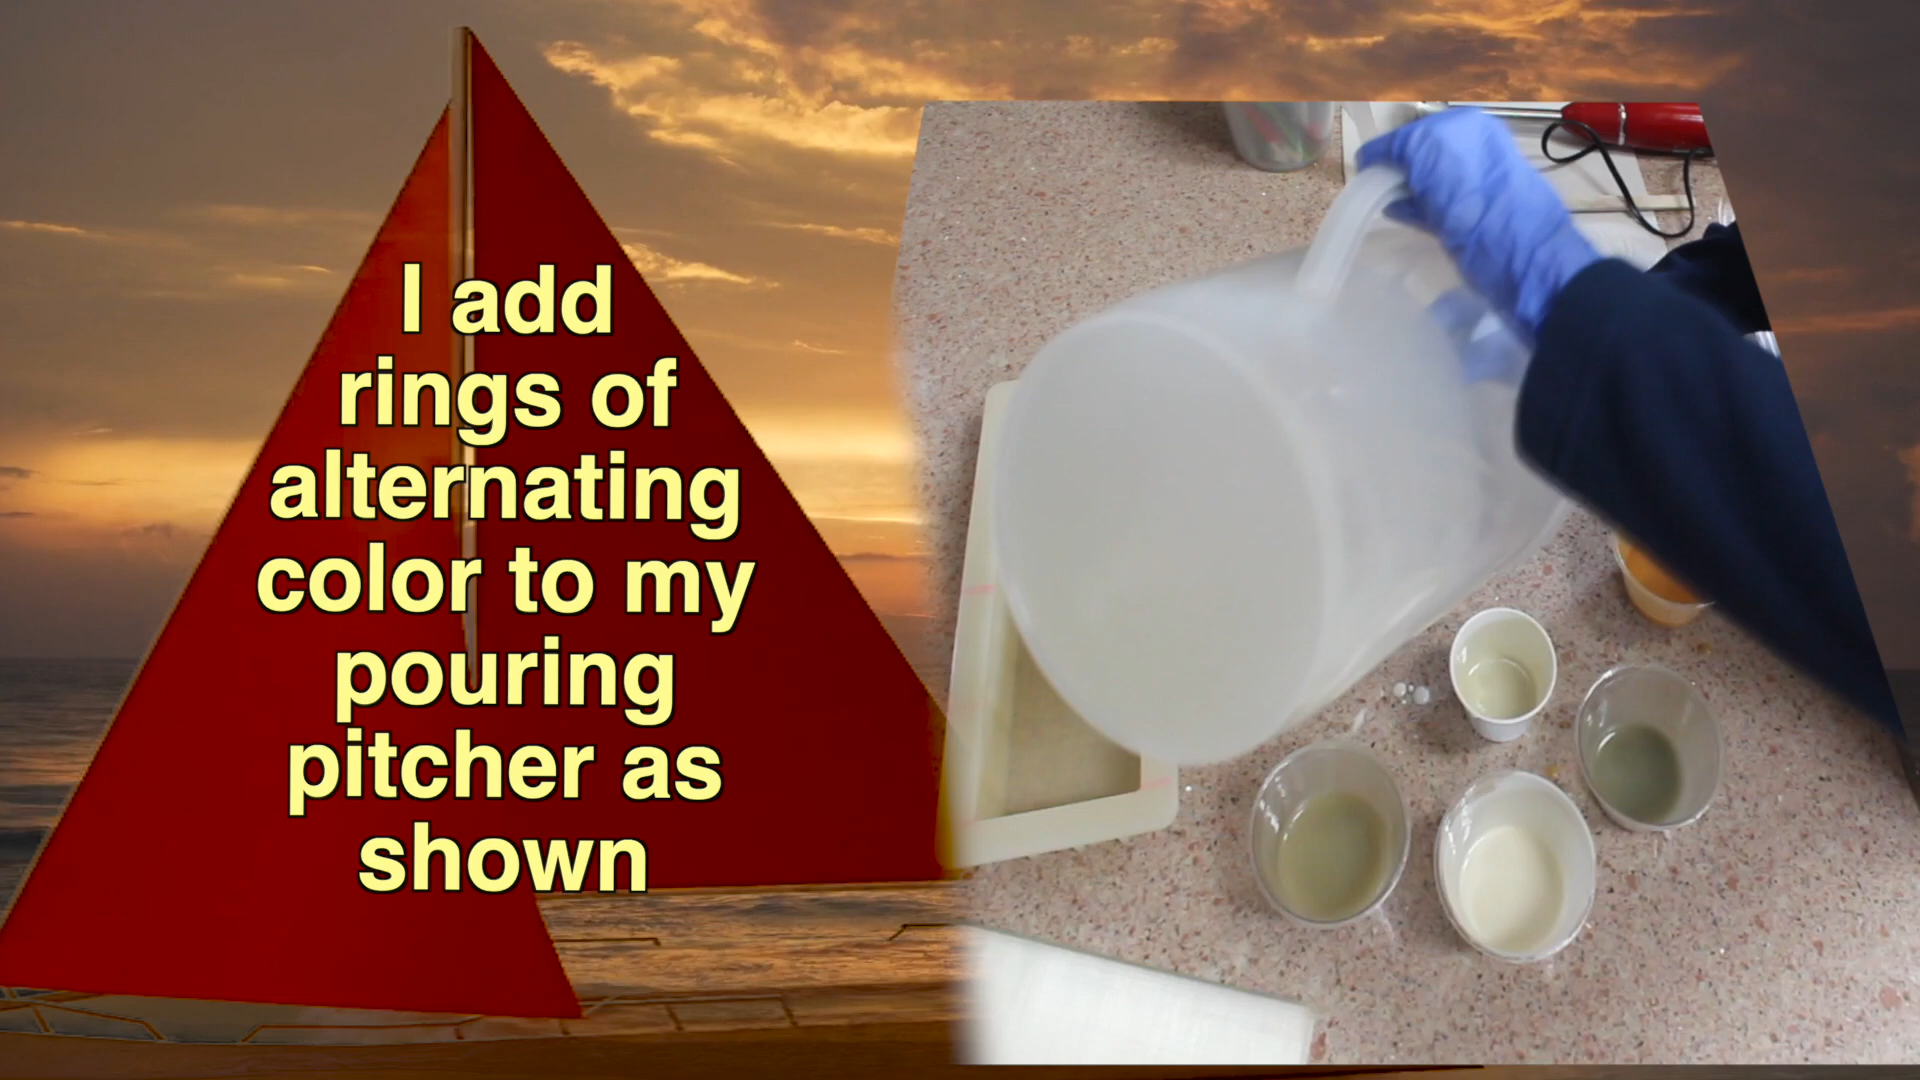 I add
rings of
alternating
color to my
pouring
pitcher as
shown